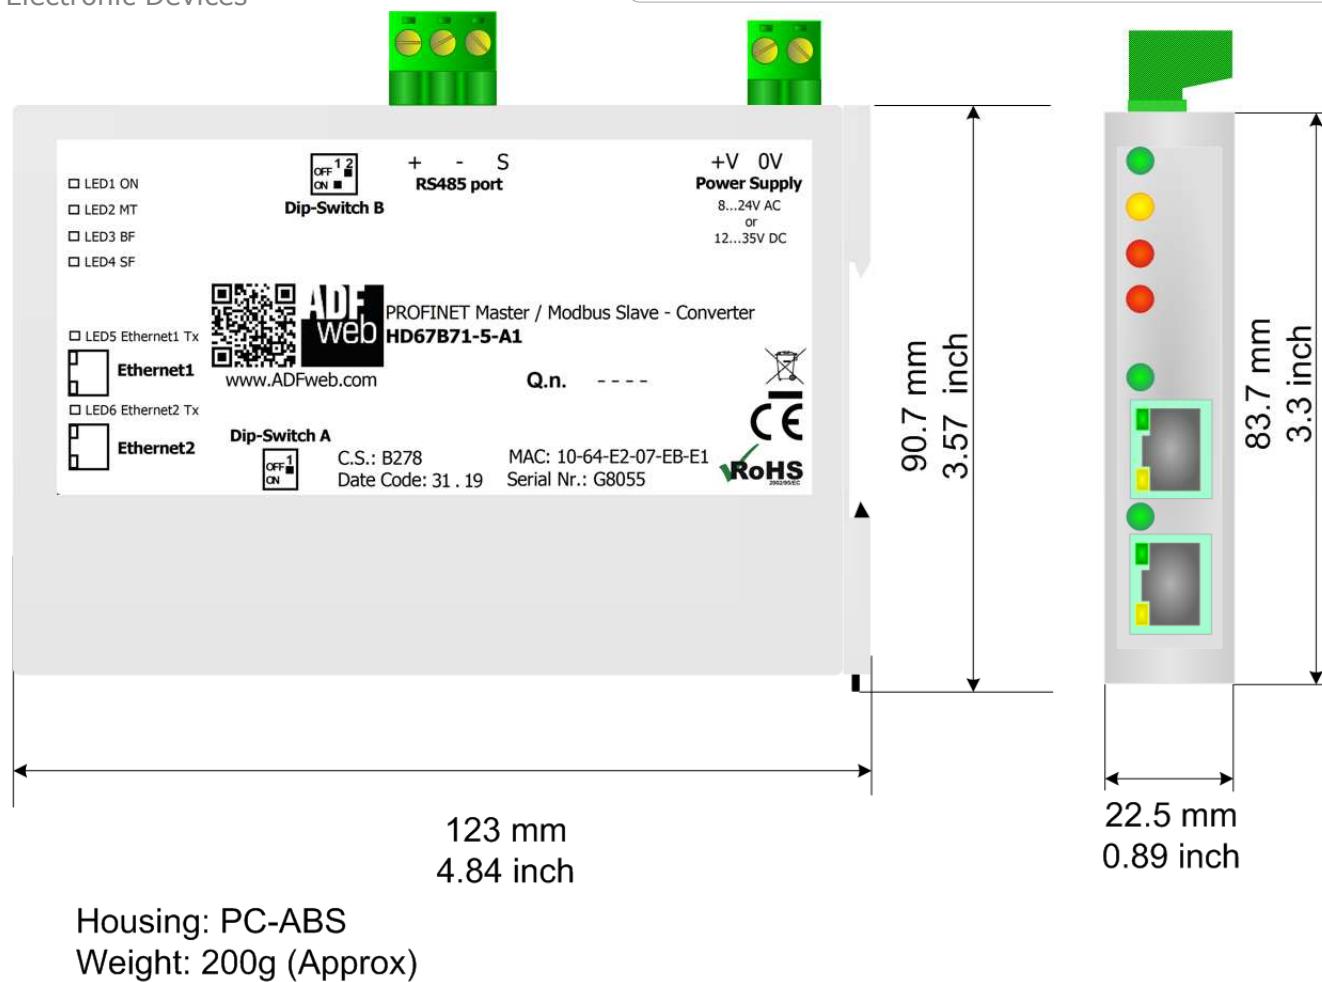 Electronic Devices
LED1 ON
LED2 MT
LED3 BF
LED4 SF
OFF 1 2
ON
Dip-Switch B
+ - S
RS485 port
+V 0V
Power Supply
8...24V AC
or
12...35V DC
ADF
web
www.ADFweb.com
PROFINET Master / Modbus Slave - Converter
HD67B71-5-A1
Q.n. - - - -
LED5 Ethernet1 Tx
Ethernet1
LED6 Ethernet2 Tx
Ethernet2
Dip-Switch A
OFF 1
ON
C.S.: B278
Date Code: 31 . 19
MAC: 10-64-E2-07-EB-E1
Serial Nr.: G8055
CE
RoHS
2002/95/EC
90.7 mm
3.57 inch
83.7 mm
3.3 inch
123 mm
4.84 inch
22.5 mm
0.89 inch
Housing: PC-ABS
Weight: 200g (Approx)